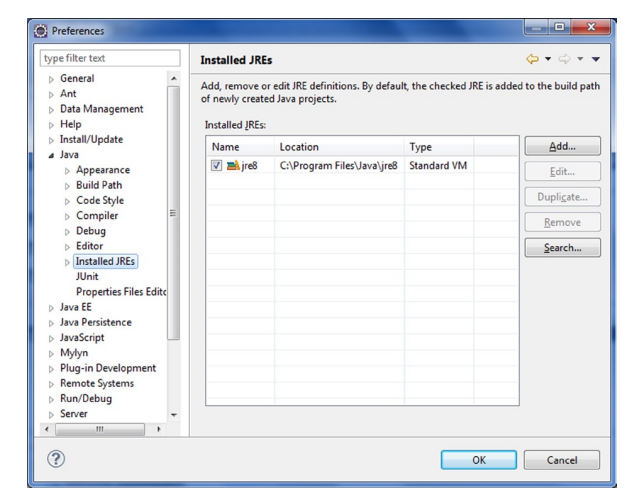 Preferences
type filter text
General
Ant
Data Management
Help
Install/Update
Java
Appearance
Build Path
Code Style
Compiler
Debug
Editor
Installed JREs
JUnit
Properties Files Editc
Java EE
Java Persistence
JavaScript
Mylyn
Plug-in Development
Remote Systems
Run/Debug
Server
Installed JREs
Add, remove or edit JRE definitions. By default, the checked JRE is added to the build path
of newly created Java projects.
Installed JREs:
Name Location Type
jre8 C:\Program Files\Java\jre8 Standard VM
Add...
Edit...
Duplicate...
Remove
Search...
OK Cancel